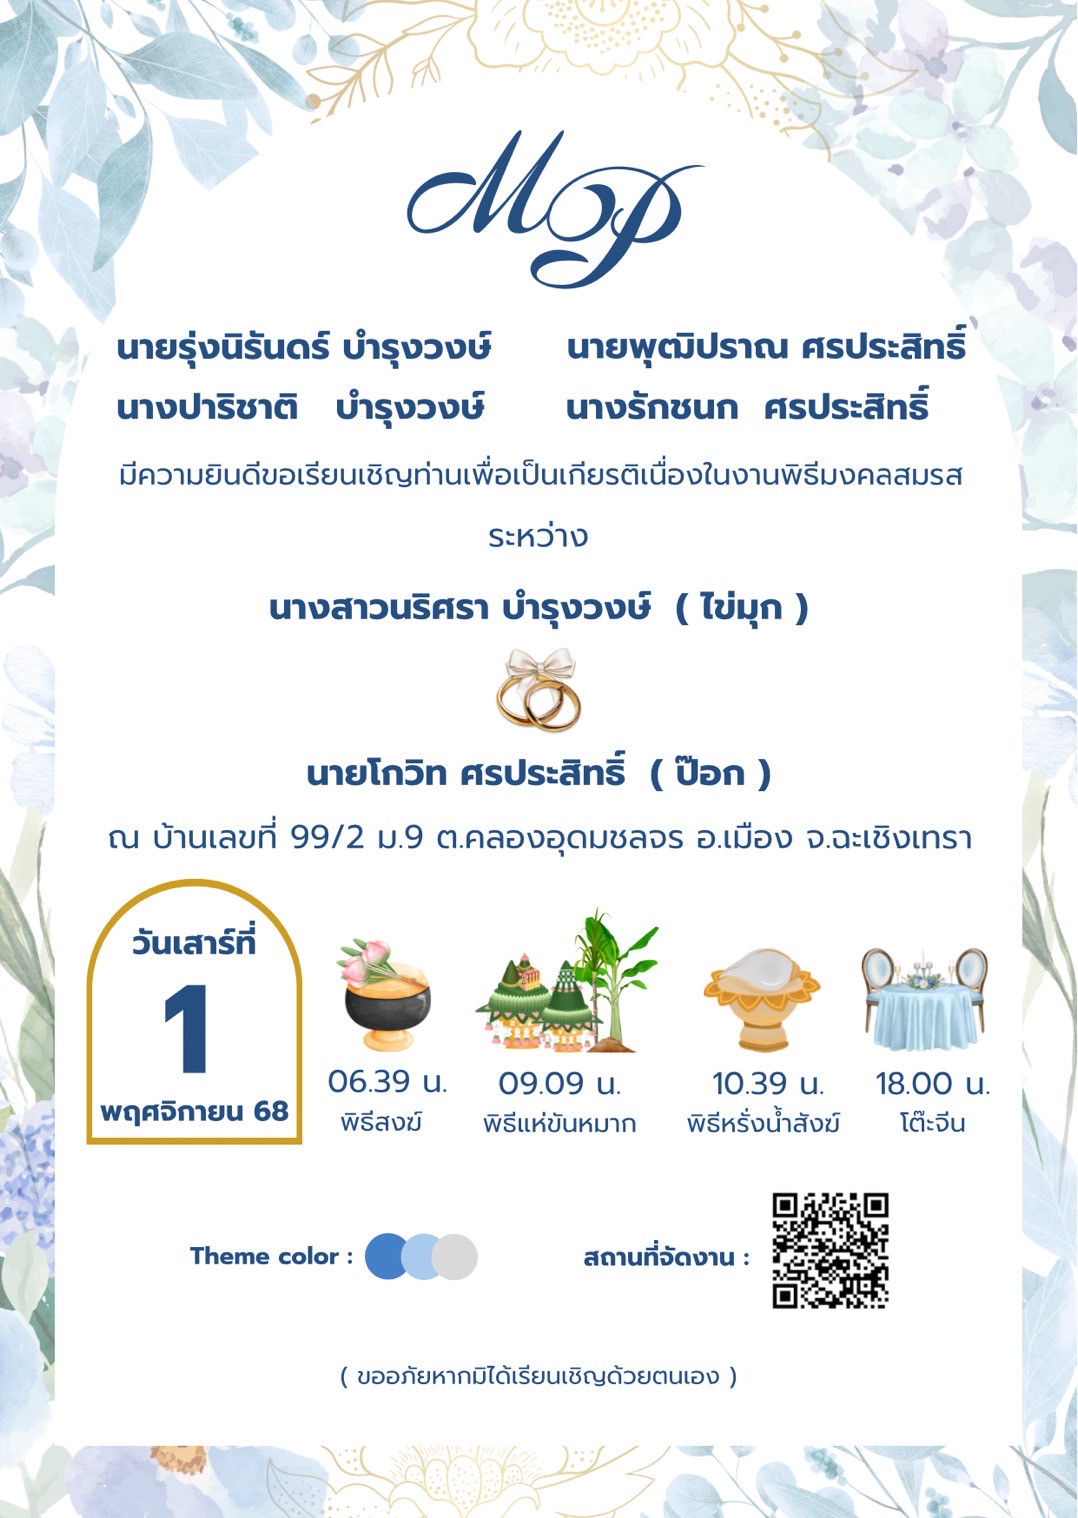 MP
นายรุ่งนิรันดร์ บำรุงวงษ์ นายพุฒิปราณ ศรประสิทธิ์
นางปาริชาติ บำรุงวงษ์ นางรักชนก ศรประสิทธิ์
มีความยินดีขอเรียนเชิญท่านเพื่อเป็นเกียรติเนื่องในงานพิธีมงคลสมรส
ระหว่าง
นางสาวนริศรา บำรุงวงษ์ ( ไข่มุก )
นายโกวิท ศรประสิทธิ์ ( ป๊อก )
ณ บ้านเลขที่ 99/2 ม.9 ต.คลองอุดมชลจร อ.เมือง จ.ฉะเชิงเทรา
วันเสาร์ที่
1
พฤศจิกายน 68
06.39 น. 09.09 น. 10.39 น. 18.00 น.
พิธีสงฆ์ พิธีแห่ขันหมาก พิธีหรั่งน้ำสังฆ์ โต๊ะจีน
Theme color : สถานที่จัดงาน :
( ขออภัยหากมิได้เรียนเชิญด้วยตนเอง )